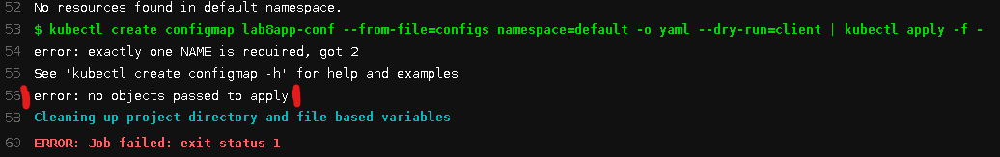 52 No resources found in default namespace.
53 $ kubectl create configmap lab8app-conf --from-file=configs namespace=default -o yaml --dry-run=client | kubectl apply -f -
54 error: exactly one NAME is required, got 2
55 See 'kubectl create configmap -h' for help and examples
56 error: no objects passed to apply
58 Cleaning up project directory and file based variables
60 ERROR: Job failed: exit status 1